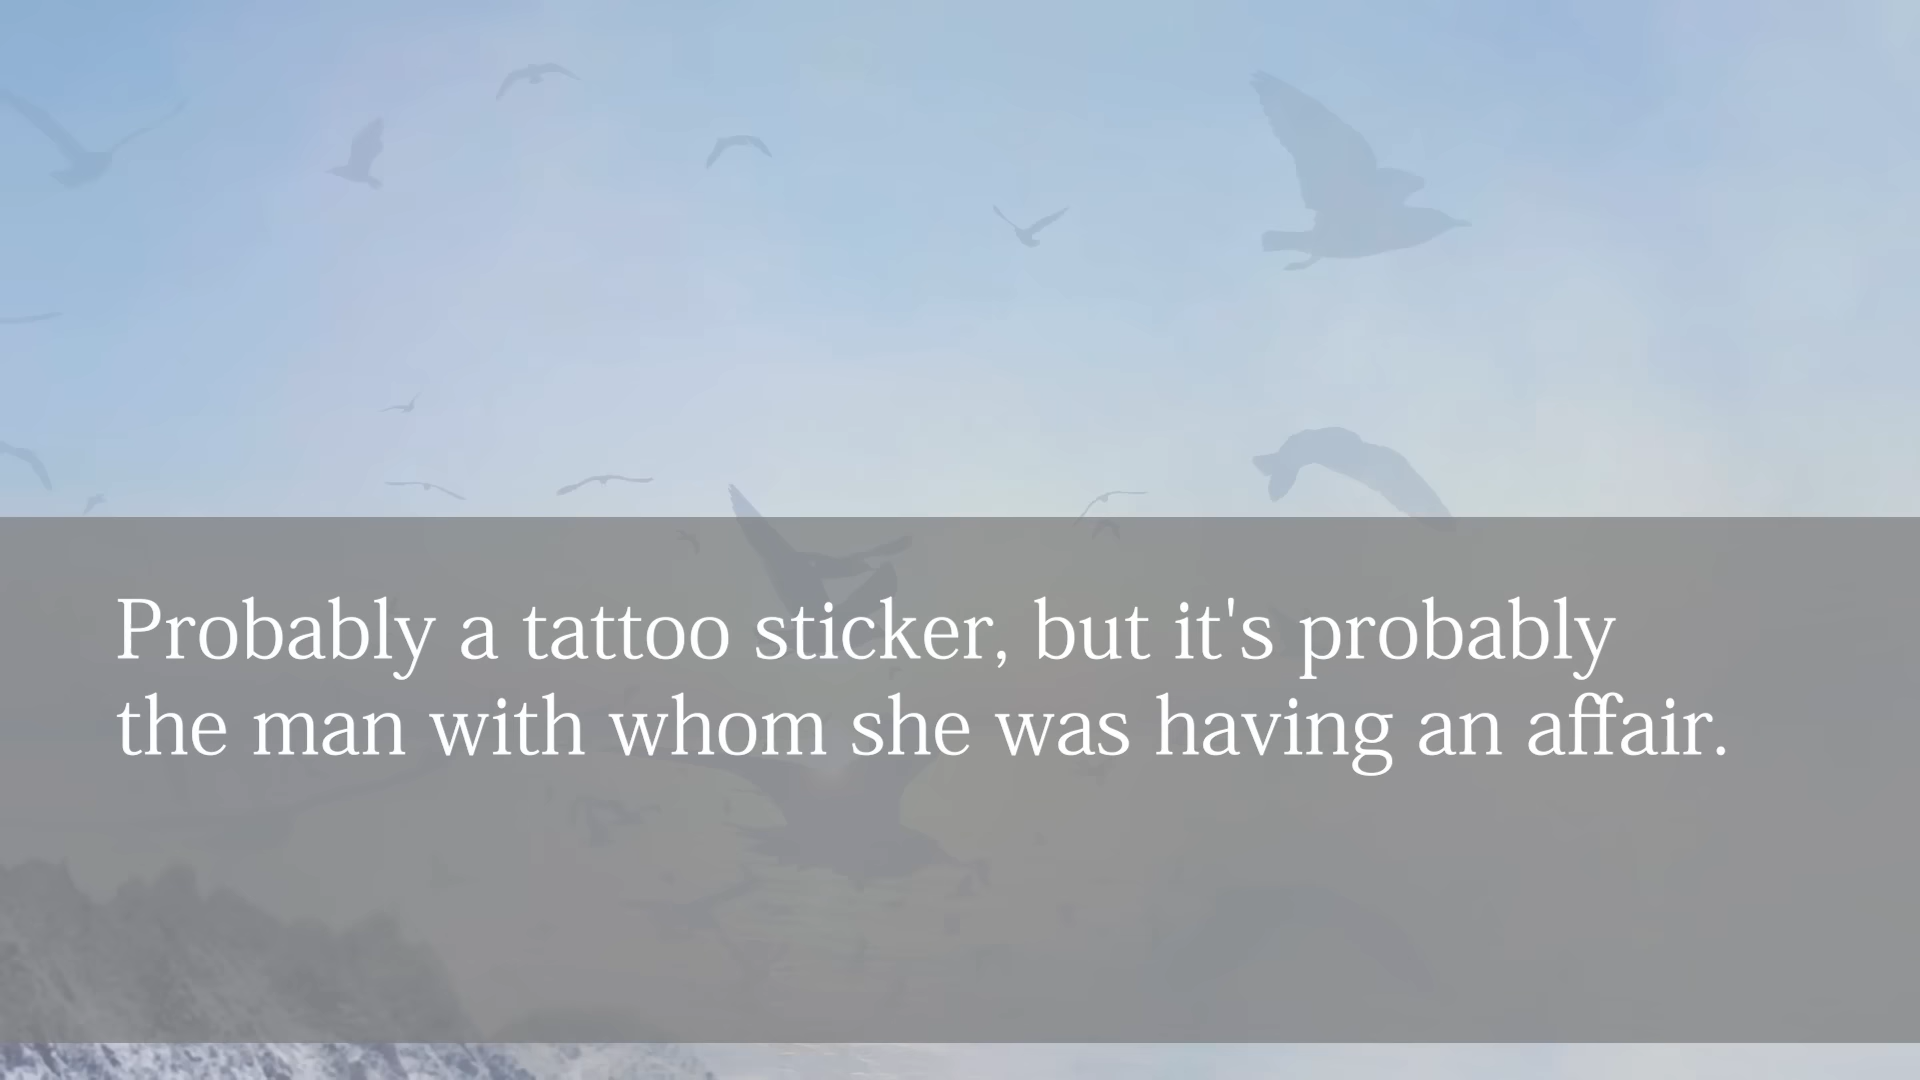 Probably a tattoo sticker, but it's probably
the man with whom she was having an affair.